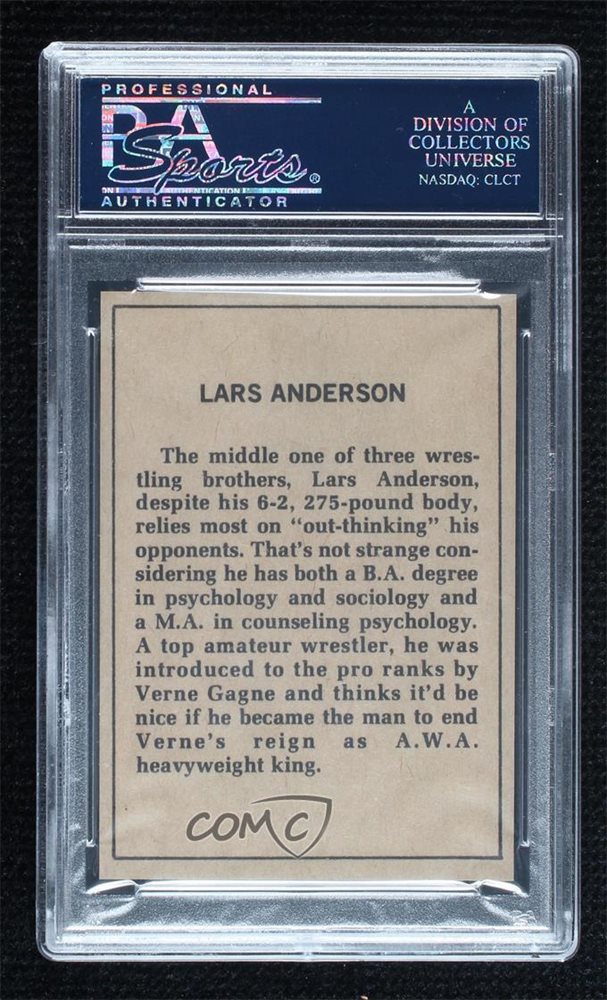 PROFESSIONAL
PSA
Sports®
AUTHENTICATOR
A
DIVISION OF
COLLECTORS
UNIVERSE
NASDAQ: CLCT
LARS ANDERSON
The middle one of three wres-
tling brothers, Lars Anderson,
despite his 6-2, 275-pound body,
relies most on “out-thinking” his
opponents. That’s not strange con-
sidering he has both a B.A. degree
in psychology and sociology and
a M.A. in counseling psychology.
A top amateur wrestler, he was
introduced to the pro ranks by
Verne Gagne and thinks it’d be
nice if he became the man to end
Verne’s reign as A.W.A.
heavyweight king.
COMC